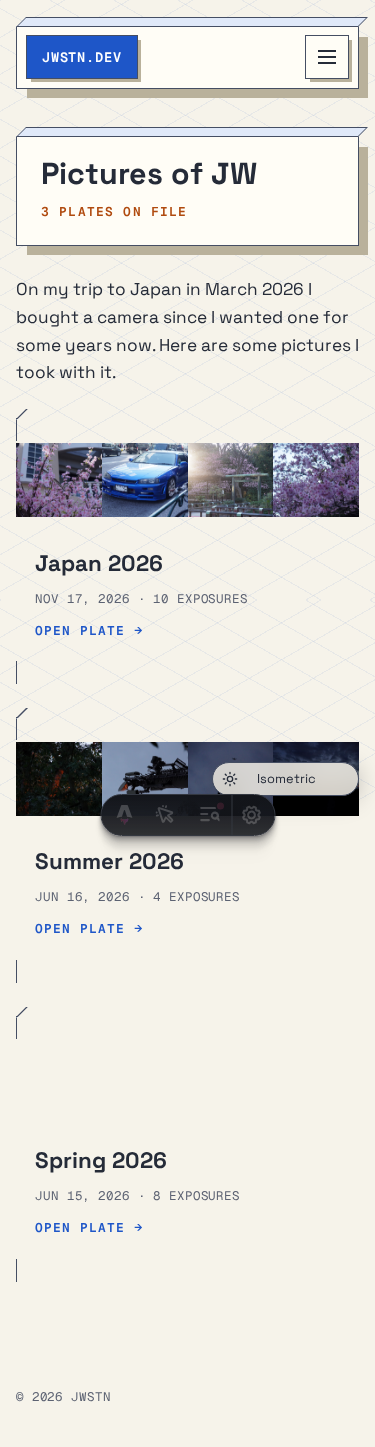 JWSTN.DEV
Pictures of JW
3 PLATES ON FILE
On my trip to Japan in March 2026 I
bought a camera since I wanted one for
some years now. Here are some pictures I
took with it.
Japan 2026
NOV 17, 2026 · 10 EXPOSURES
OPEN PLATE →
Isometric
Summer 2026
JUN 16, 2026 · 4 EXPOSURES
OPEN PLATE →
Spring 2026
JUN 15, 2026 · 8 EXPOSURES
OPEN PLATE →
© 2026 JWSTN